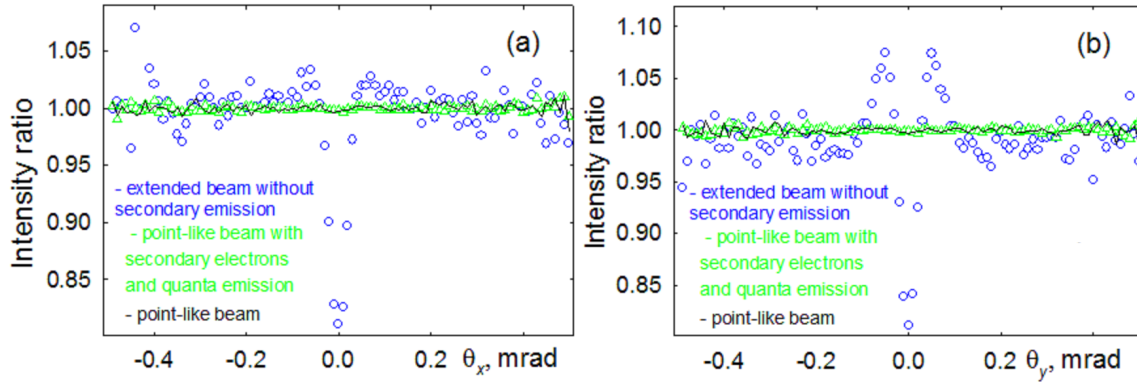 (a)
1.05
1.00
0.95
0.90
0.85
Intensity ratio
- extended beam without
secondary emission
- point-like beam with
secondary electrons
and quanta emission
- point-like beam
-0.4
-0.2
0.0
0.2
θx, mrad
(b)
1.10
1.05
1.00
0.95
0.90
0.85
Intensity ratio
- extended beam without
secondary emission
- point-like beam with
secondary electrons
and quanta emission
- point-like beam
-0.4
-0.2
0.0
0.2
θy, mrad